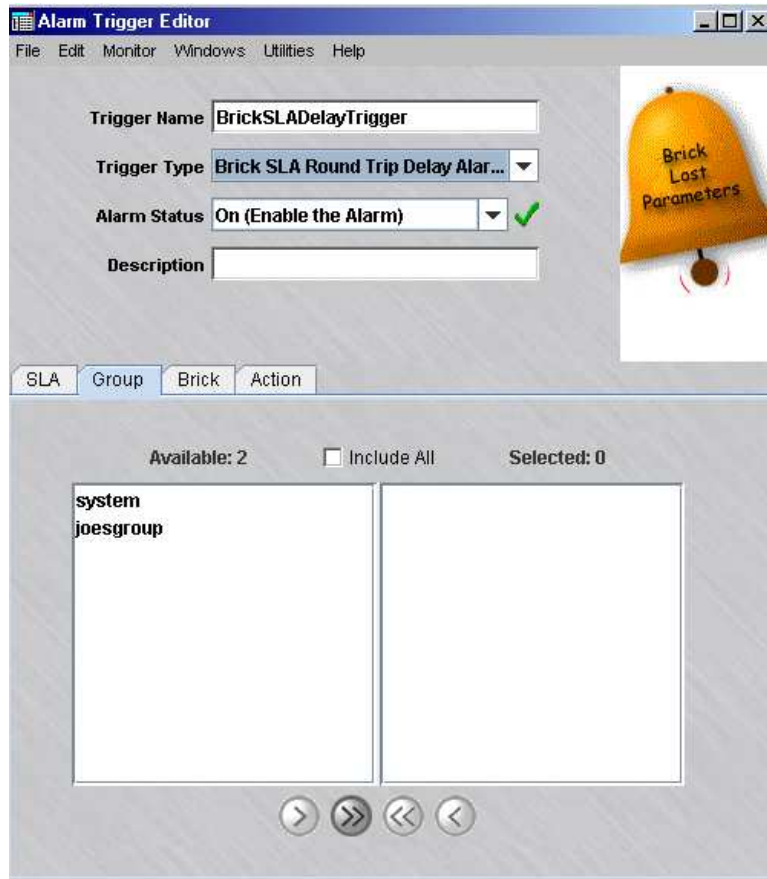 Alarm Trigger Editor
File Edit Monitor Windows Utilities Help
Trigger Name BrickSLADelayTrigger
Trigger Type Brick SLA Round Trip Delay Alar...
Alarm Status On (Enable the Alarm)
Description
Brick
Lost
Parameters
SLA Group Brick Action
Available: 2 Include All Selected: 0
system
joesgroup